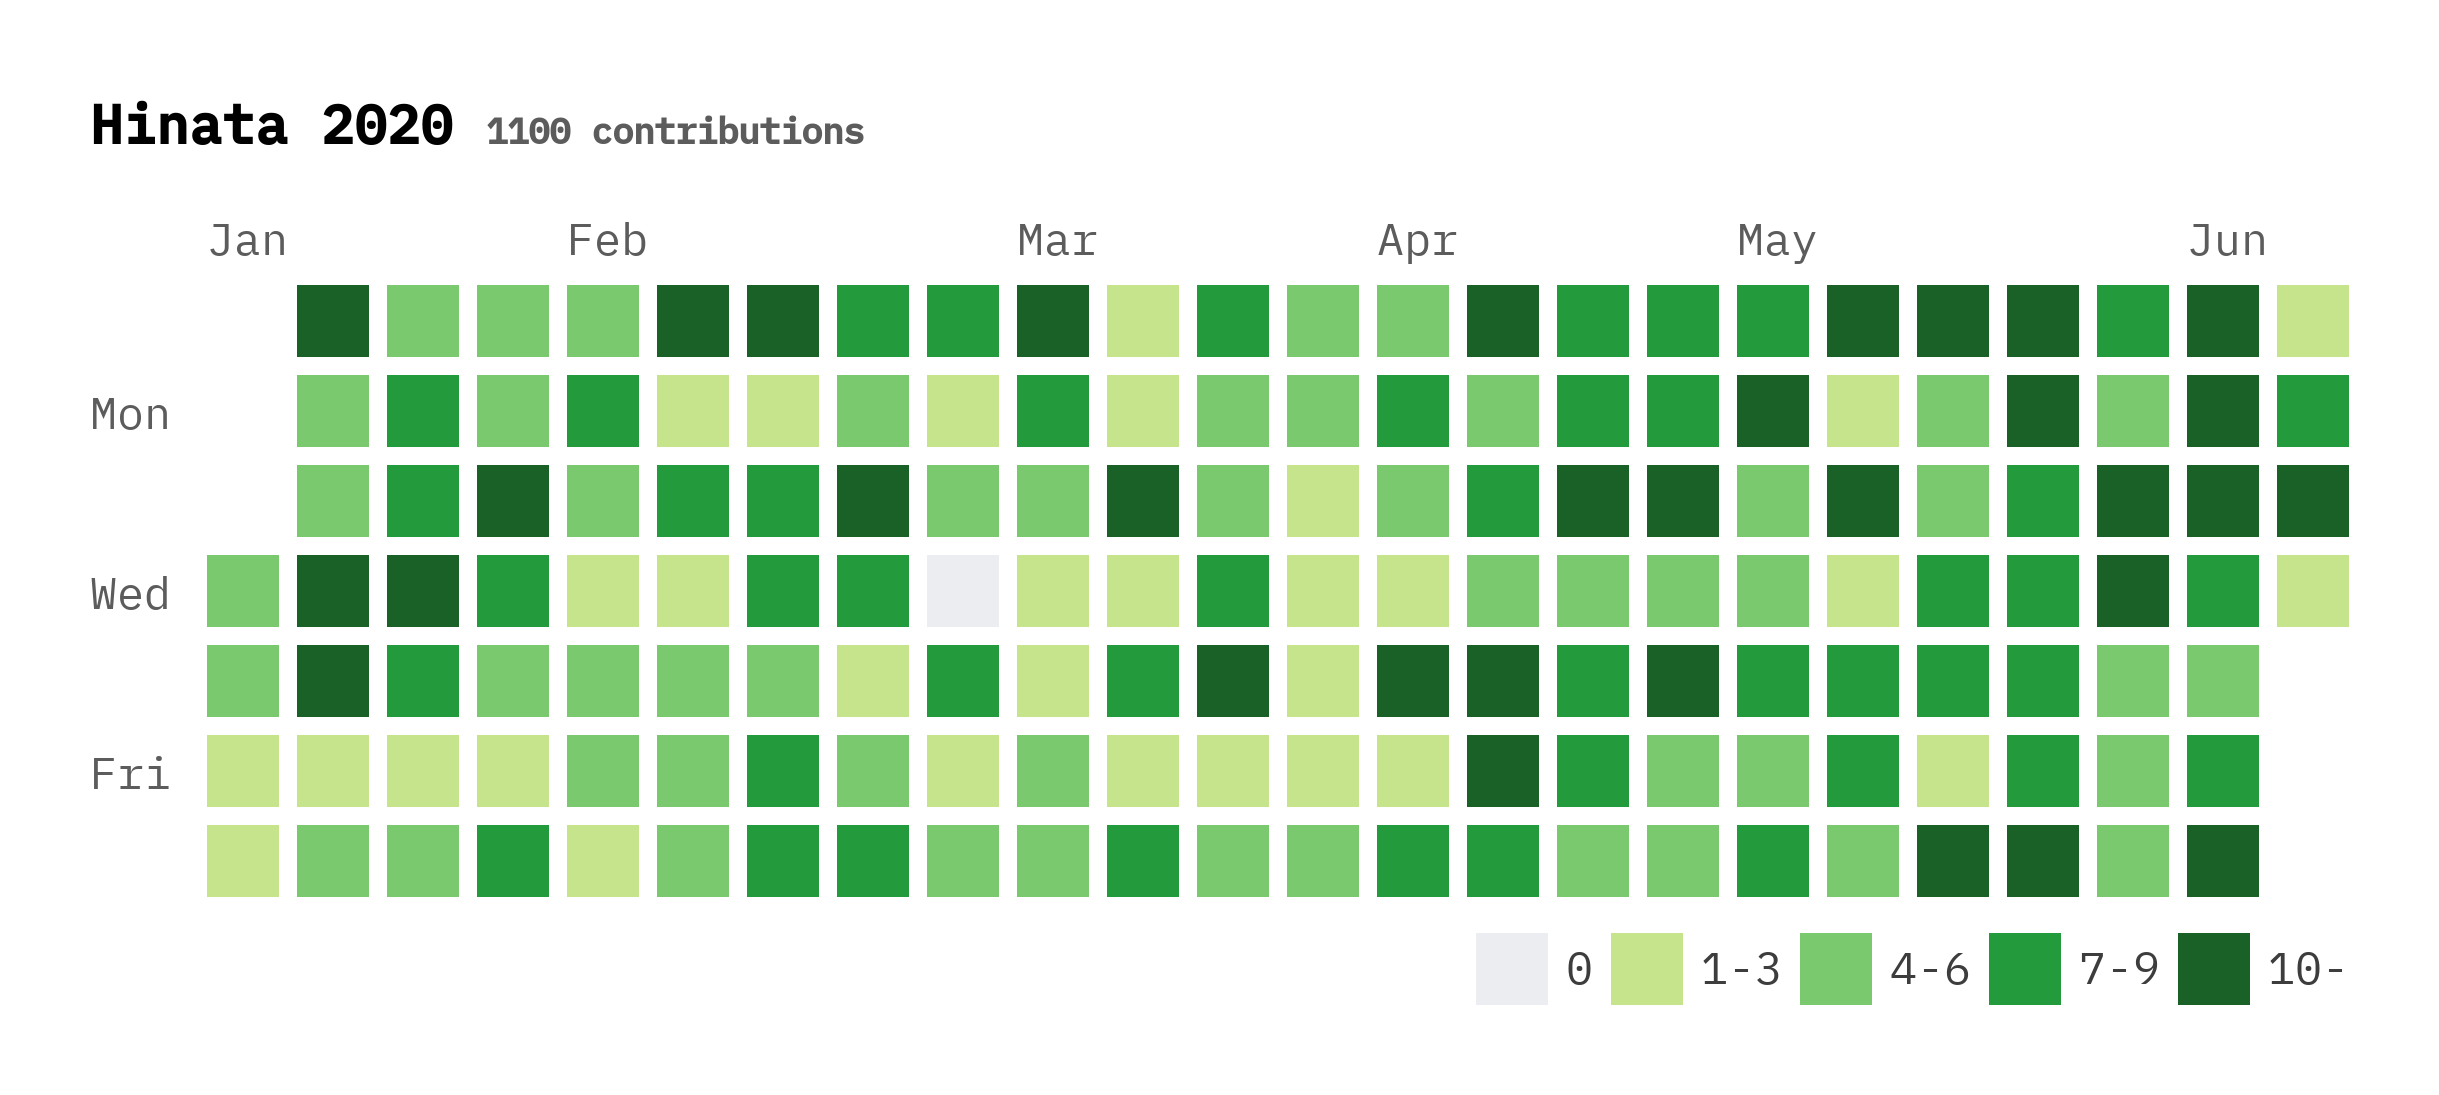 Hinata 2020 1100 contributions
Jan Feb Mar Apr May Jun
Mon
Wed
Fri
0 1-3 4-6 7-9 10-